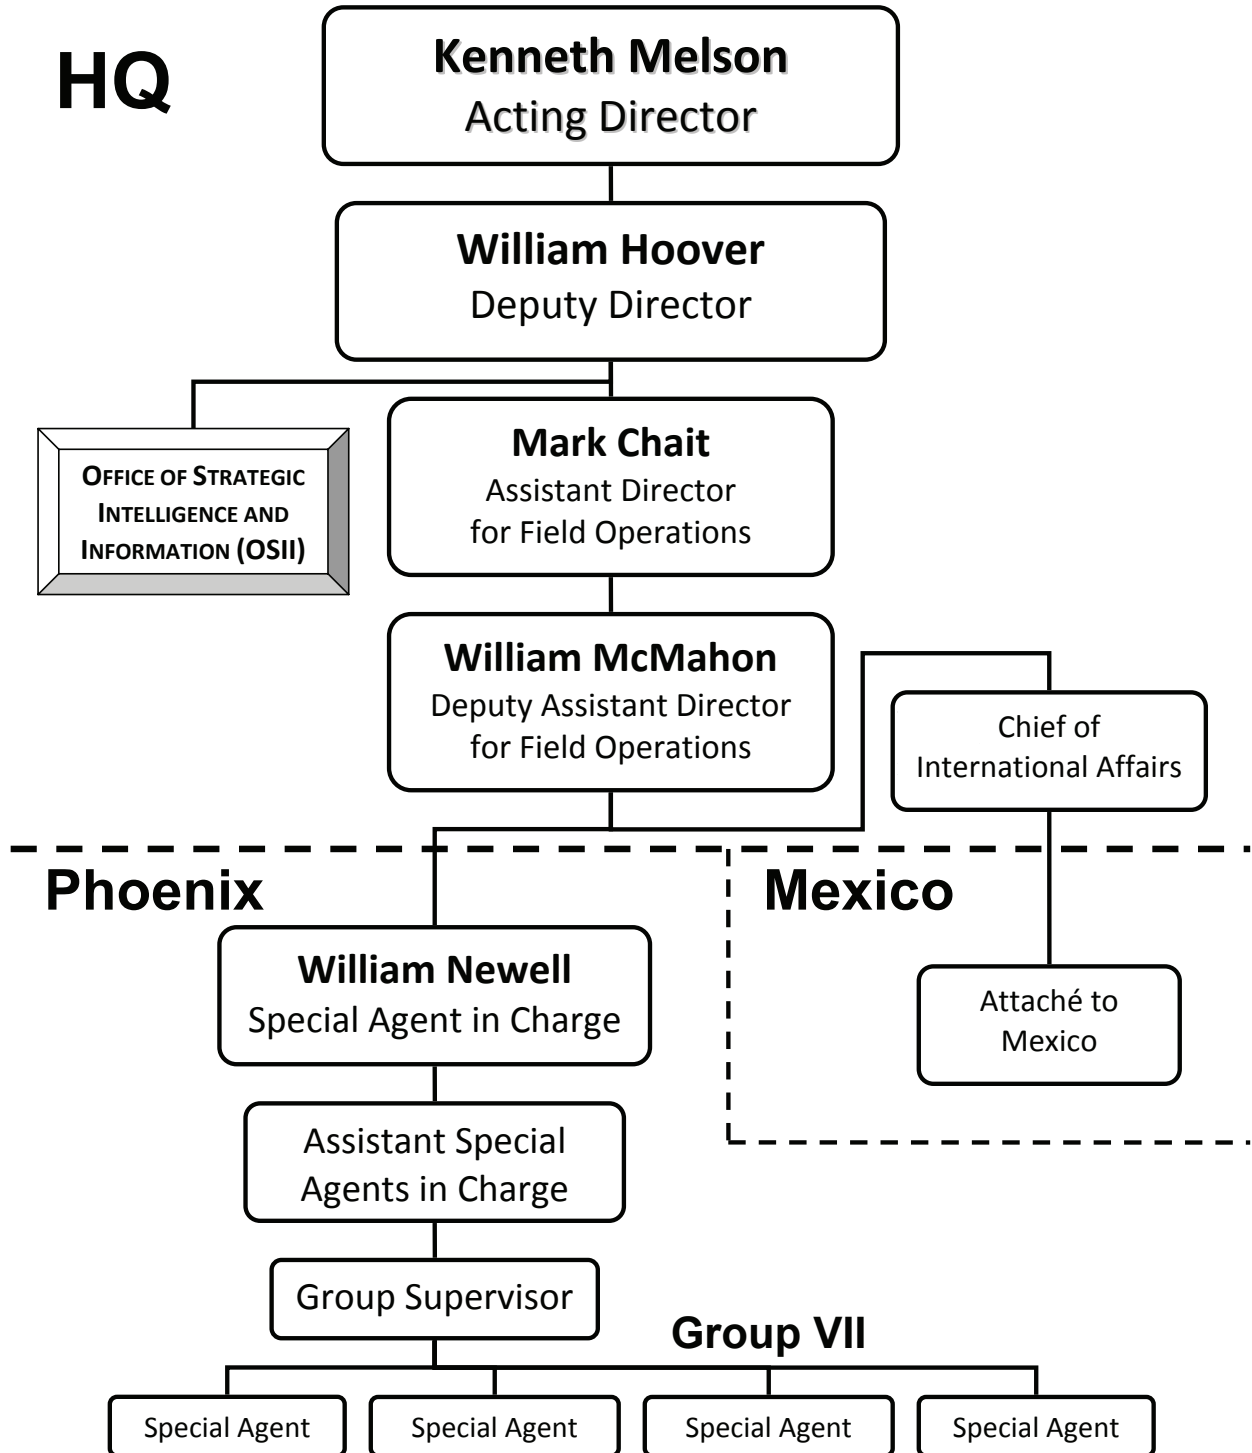 HQ
Kenneth Melson
Acting Director
William Hoover
Deputy Director
OFFICE OF STRATEGIC
INTELLIGENCE AND
INFORMATION (OSII)
Mark Chait
Assistant Director
for Field Operations
William McMahon
Deputy Assistant Director
for Field Operations
Chief of
International Affairs
Phoenix
Mexico
William Newell
Special Agent in Charge
Attaché to
Mexico
Assistant Special
Agents in Charge
Group Supervisor
Group VII
Special Agent
Special Agent
Special Agent
Special Agent